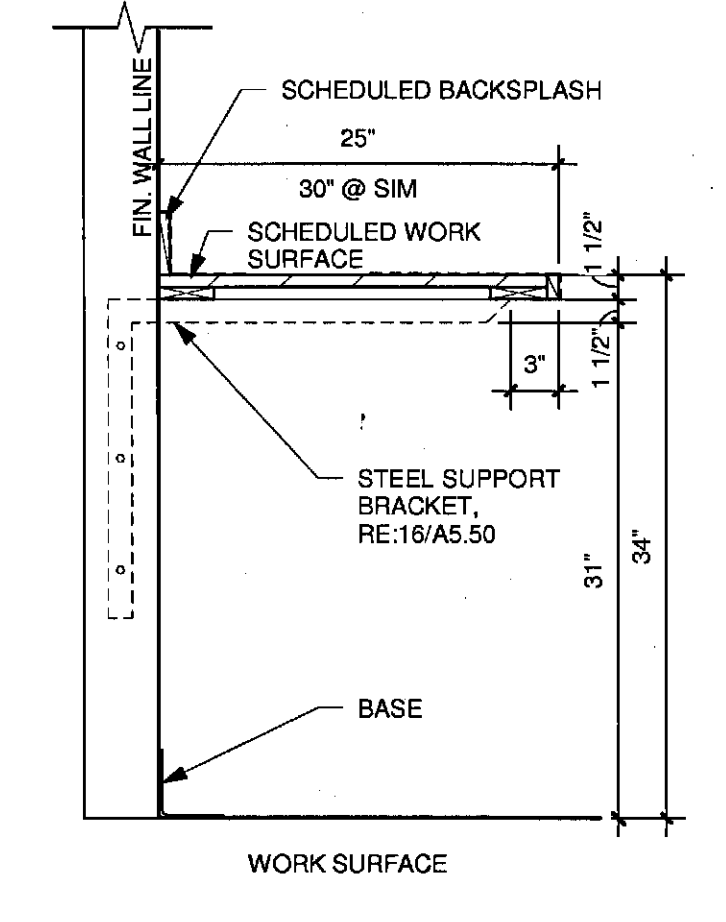 FIN. WALL LINE
SCHEDULED BACKSPLASH
25"
30" @ SIM
SCHEDULED WORK
SURFACE
1 1/2"
1 1/2"
3"
STEEL SUPPORT
BRACKET,
RE:16/A5.50
31"
34"
BASE
WORK SURFACE